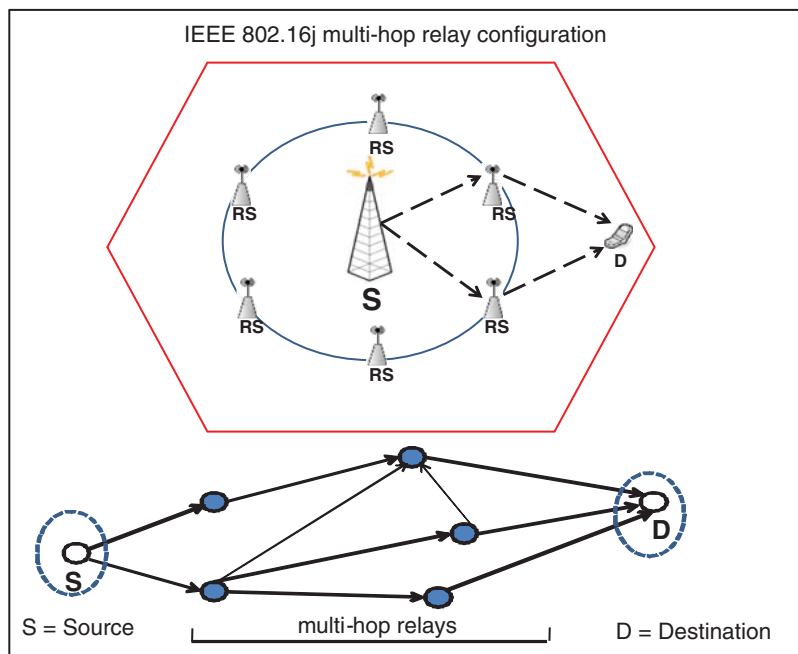 IEEE 802.16j multi-hop relay configuration
RS
RS
RS
D
S
RS
RS
RS
S
D
S = Source
multi-hop relays
D = Destination